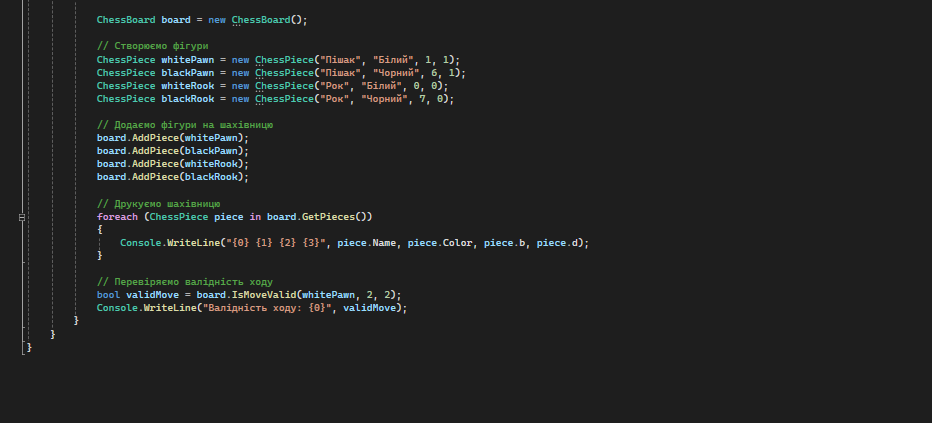 ChessBoard board = new ChessBoard();
// Створюємо фігури
ChessPiece whitePawn = new ChessPiece("Пішак", "Білий", 1, 1);
ChessPiece blackPawn = new ChessPiece("Пішак", "Чорний", 6, 1);
ChessPiece whiteRook = new ChessPiece("Рок", "Білий", 0, 0);
ChessPiece blackRook = new ChessPiece("Рок", "Чорний", 7, 0);
// Додаємо фігури на шахівницю
board.AddPiece(whitePawn);
board.AddPiece(blackPawn);
board.AddPiece(whiteRook);
board.AddPiece(blackRook);
// Друкуємо шахівницю
foreach (ChessPiece piece in board.GetPieces())
{
Console.WriteLine("{0} {1} {2} {3}", piece.Name, piece.Color, piece.b, piece.d);
}
// Перевіряємо валідність ходу
bool validMove = board.IsMoveValid(whitePawn, 2, 2);
Console.WriteLine("Валідність ходу: {0}", validMove);
}
}
}